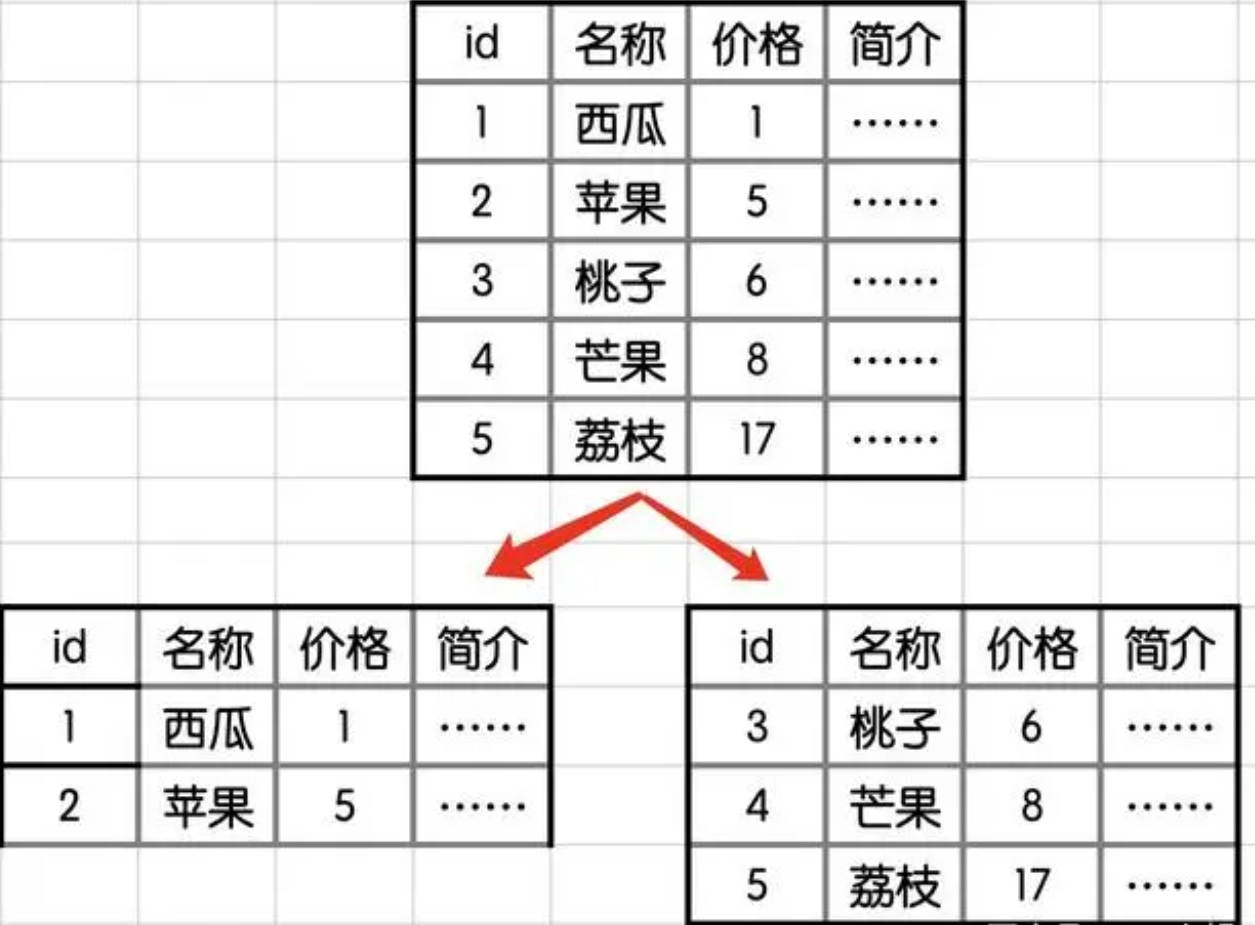 id 名称 价格 简介
1 西瓜 1 ……
2 苹果 5 ……
3 桃子 6 ……
4 芒果 8 ……
5 荔枝 17 ……
id 名称 价格 简介
1 西瓜 1 ……
2 苹果 5 ……
id 名称 价格 简介
3 桃子 6 ……
4 芒果 8 ……
5 荔枝 17 ……